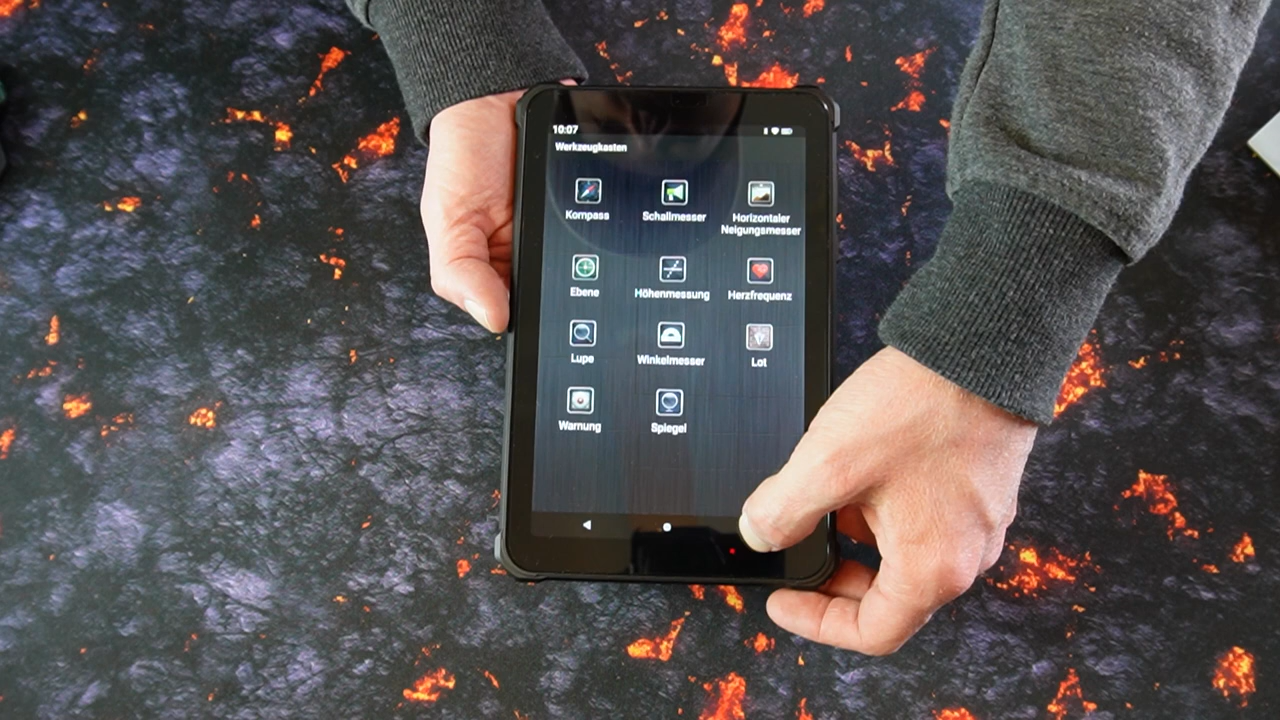 10:07
Werkzeugkasten
Kompass
Schallmesser
Horizontaler
Neigungsmesser
Ebene
Höhenmessung
Herzfrequenz
Lupe
Winkelmesser
Lot
Warnung
Spiegel